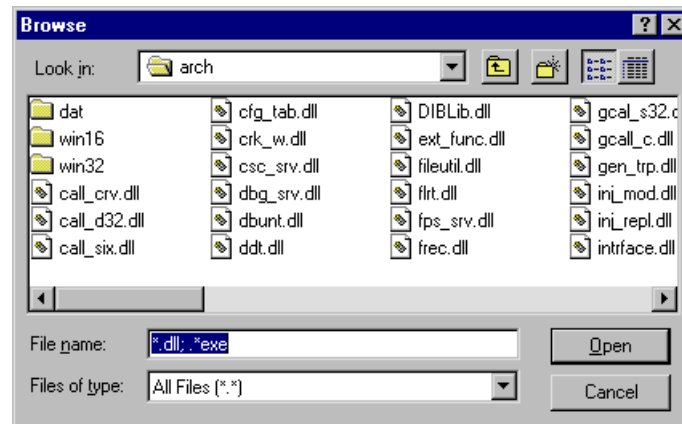 Browse
Look in: arch
dat cfg_tab.dll DIBLib.dll gcal_s32.d
win16 crk_w.dll ext_func.dll gcall_c.dll
win32 csc_srv.dll fileutil.dll gen_trp.dll
call_crv.dll dbg_srv.dll flrt.dll inj_mod.dll
call_d32.dll dbunt.dll fps_srv.dll inj_repl.dll
call_six.dll ddt.dll frec.dll intrface.dll
File name: *.dll; .*exe Open
Files of type: All Files (*.*) Cancel